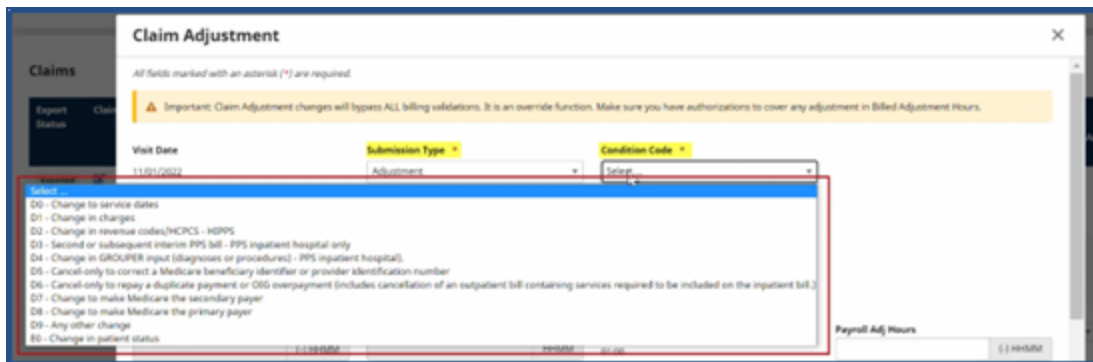 Claim Adjustment
Claims
All fields marked with an asterisk (*) are required.
Export Status
Important: Claim Adjustment changes will bypass ALL billing validations. It is an override function. Make sure you have authorizations to cover any adjustment in Billed Adjustment Hours.
Visit Date
Submission Type *
Condition Code *
11/01/2022
Adjustment
Select...
Select ...
D0 - Change to service dates
D1 - Change in charges
D2 - Change in revenue codes/HCPCS - HIPPS
D3 - Second or subsequent interim PPS bill - PPS inpatient hospital only
D4 - Change in GROUPER input (diagnoses or procedures) - PPS inpatient hospital).
D5 - Cancel-only to correct a Medicare beneficiary identifier or provider identification number
D6 - Cancel-only to repay a duplicate payment or OIG overpayment (includes cancellation of an outpatient bill containing services required to be included on the inpatient bill.)
D7 - Change to make Medicare the secondary payer
D8 - Change to make Medicare the primary payer
D9 - Any other change
E0 - Change in patient status
Payroll Adj Hours
(-) HHMM
HHMM
(-) HHMM